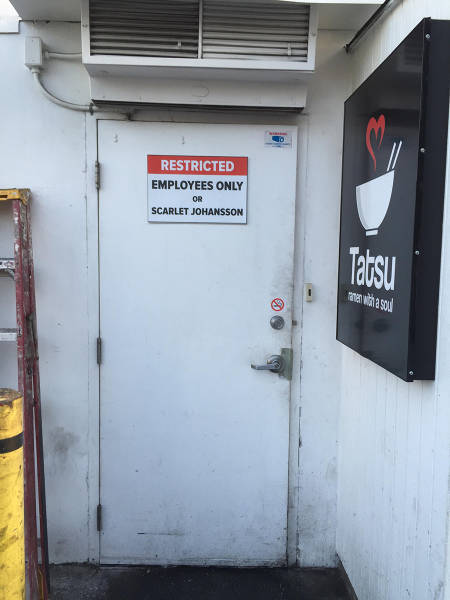 RESTRICTED
EMPLOYEES ONLY
OR
SCARLET JOHANSSON
Tatsu
ramen with a soul